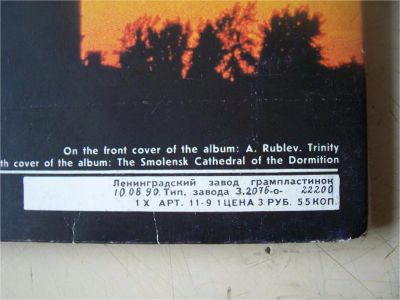 On the front cover of the album: A. Rublev. Trinity
th cover of the album: The Smolensk Cathedral of the Dormition
Ленинградский завод грампластинок
10.08.90. Тип. завода З.2076-о- 22200
1X АРТ. 11-9 1 ЦЕНА 3 РУБ. 55 КОП.